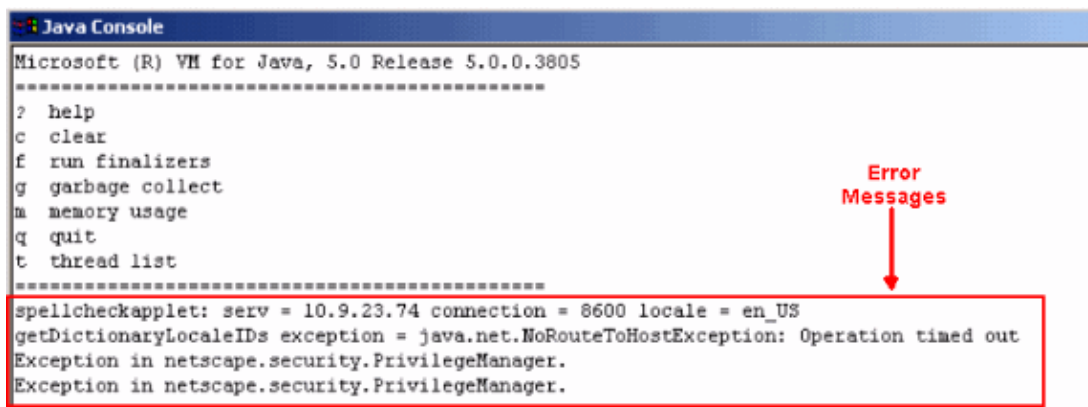 Java Console
Microsoft (R) VM for Java, 5.0 Release 5.0.0.3805
==============================================
? help
c clear
f run finalizers
g garbage collect
m memory usage
q quit
t thread list
==============================================
Error
Messages
spellcheckapplet: serv = 10.9.23.74 connection = 8600 locale = en_US
getDictionaryLocaleIDs exception = java.net.NoRouteToHostException: Operation timed out
Exception in netscape.security.PrivilegeManager.
Exception in netscape.security.PrivilegeManager.